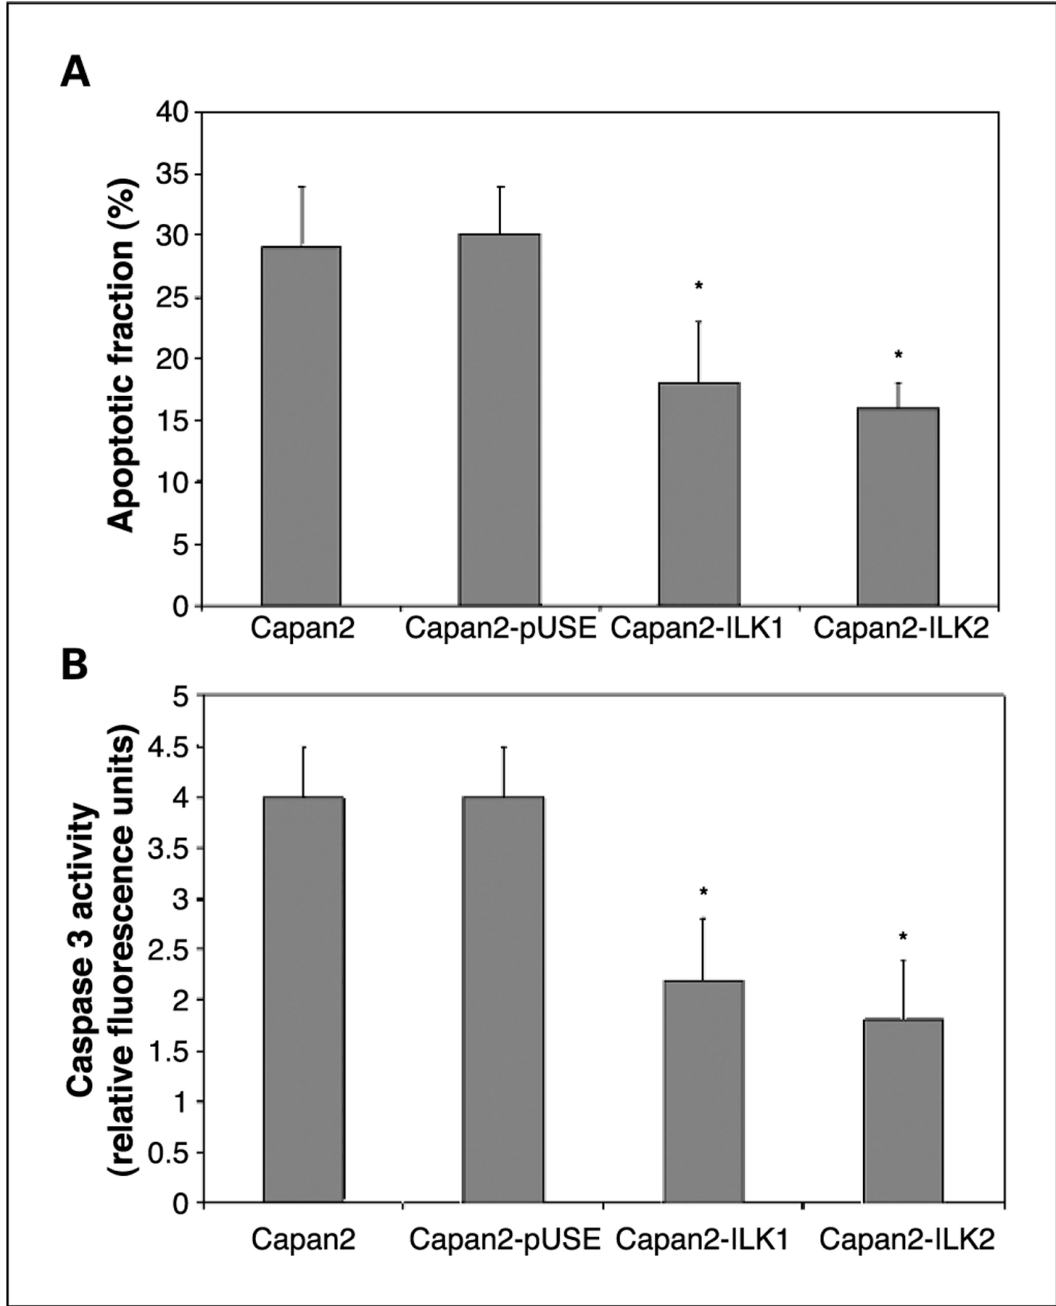 A
40
35
30
25
20
15
10
5
0
Apoptotic fraction (%)
*
*
Capan2
Capan2-pUSE
Capan2-ILK1
Capan2-ILK2
B
5
4.5
4
3.5
3
2.5
2
1.5
1
0.5
0
Caspase 3 activity
(relative fluorescence units)
*
*
Capan2
Capan2-pUSE
Capan2-ILK1
Capan2-ILK2